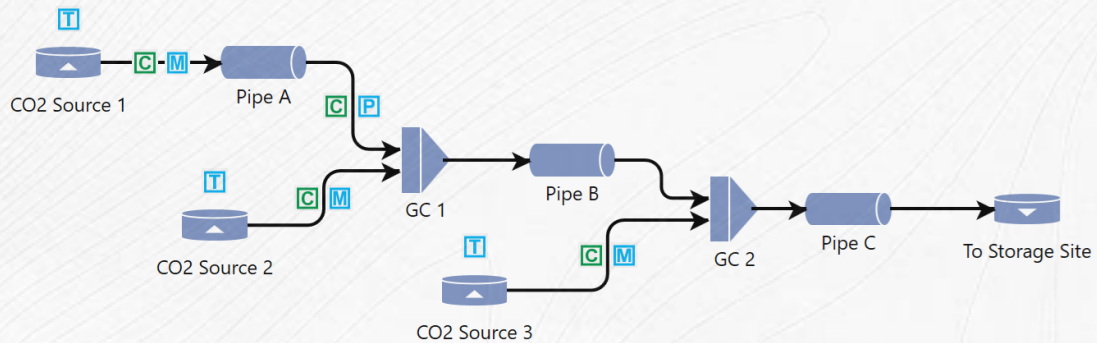 T
C M
CO2 Source 1
Pipe A
C P
GC 1
T
C M
CO2 Source 2
Pipe B
GC 2
T
C M
CO2 Source 3
Pipe C
To Storage Site